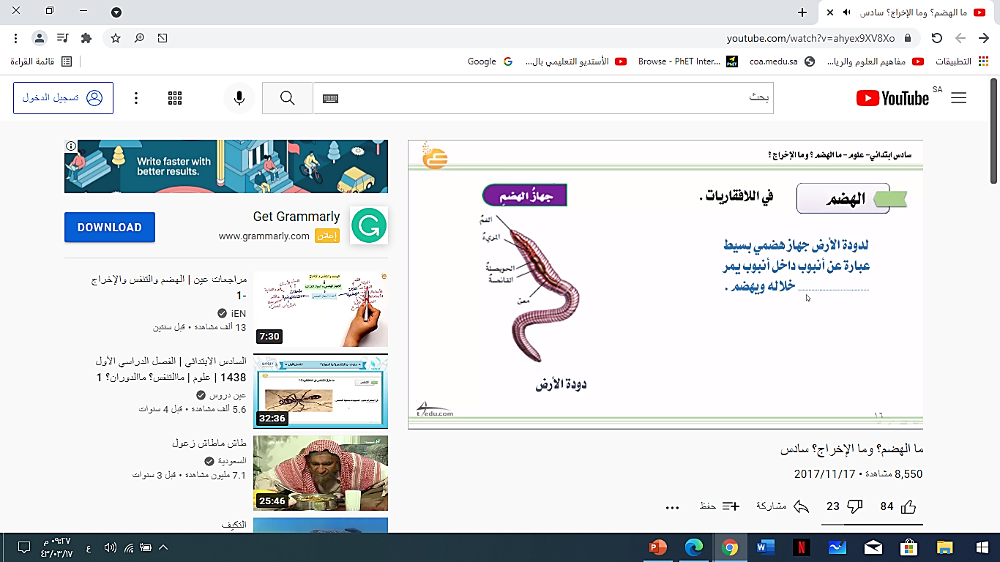 ما الهضم؟ وما الإخراج؟ سادس
youtube.com/watch?v=ahyex9XV8Xo
التطبيقات
مفاهيم العلوم والريا...
coa.medu.sa
Browse - PhET Inter...
الأستديو التعليمي بال...
Google
قائمة القراءة
YouTube SA
بحث
تسجيل الدخول
سادس ابتدائي- علوم - ما الهضم ؟ وما الإخراج ؟
الهضم
في اللافقاريات .
جهازُ الهضمِ
لدودة الأرض جهاز هضمي بسيط
عبارة عن أنبوب داخل أنبوب يمر
خلاله ويهضم .
الفمُ
المريءُ
الحويصلةُ
القانصةُ
معىً
دودة الأرض
t4edu.com
١٦
ما الهضم؟ وما الإخراج؟ سادس
8,550 مشاهدة • 2017/11/17
84
23
مشاركة
حفظ
Write faster with
better results.
Get Grammarly
إعلان www.grammarly.com
DOWNLOAD
مراجعات عين | الهضم والتنفس والإخراج
-1
iEN
13 ألف مشاهدة • قبل سنتين
7:30
السادس الابتدائي | الفصل الدراسي الأول
1438 | علوم | ماالتنفس؟ ماالدوران؟ 1
عين دروس
5.6 ألف مشاهدة • قبل 4 سنوات
32:36
طاش ماطاش زعول
السعودية
7.1 مليون مشاهدة • قبل 3 سنوات
25:46
التكيف
٠٩:٢٧ م
٤٣/٠٣/١٧
ع